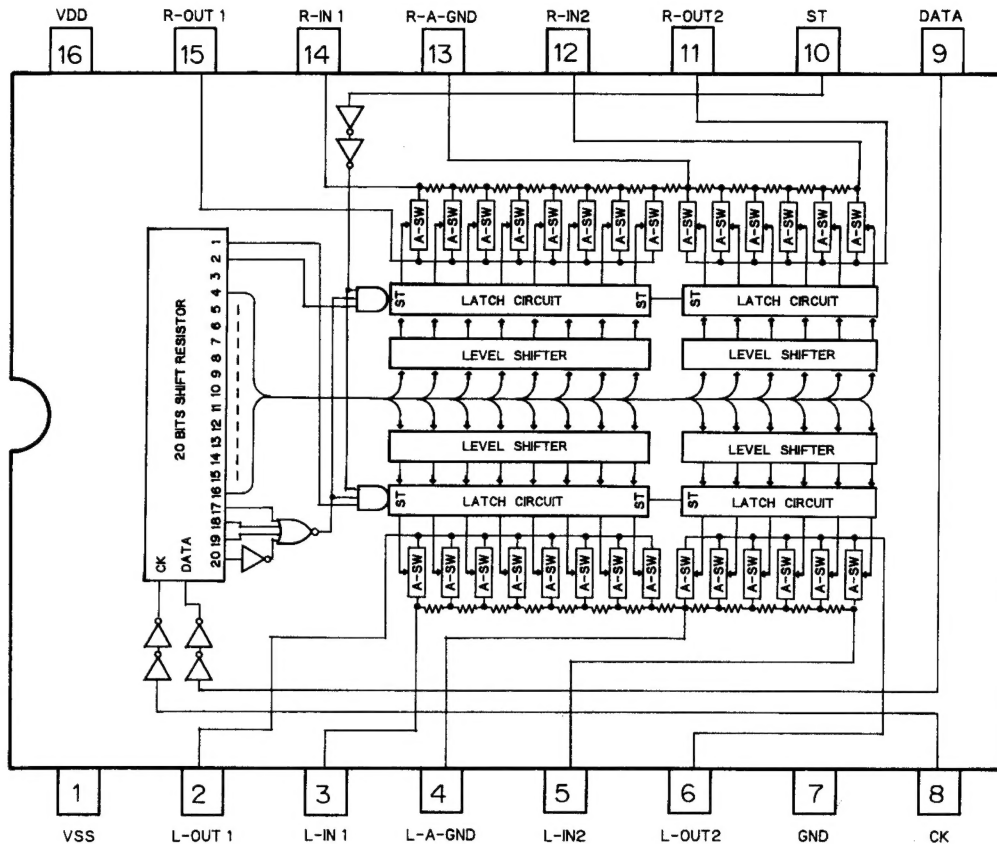 VDD R-OUT 1 R-IN 1 R-A-GND R-IN2 R-OUT2 ST DATA
16 15 14 13 12 11 10 9
A-SW A-SW A-SW A-SW A-SW A-SW A-SW A-SW A-SW A-SW A-SW A-SW A-SW A-SW
ST LATCH CIRCUIT ST ST LATCH CIRCUIT
LEVEL SHIFTER LEVEL SHIFTER
20 BITS SHIFT RESISTOR
1
2
3
4
5
6
7
8
9
10
11
12
13
14
15
16
17
18
19
20
CK DATA
LEVEL SHIFTER LEVEL SHIFTER
ST LATCH CIRCUIT ST ST LATCH CIRCUIT
A-SW A-SW A-SW A-SW A-SW A-SW A-SW A-SW A-SW A-SW A-SW A-SW A-SW A-SW
1 2 3 4 5 6 7 8
VSS L-OUT 1 L-IN 1 L-A-GND L-IN2 L-OUT2 GND CK